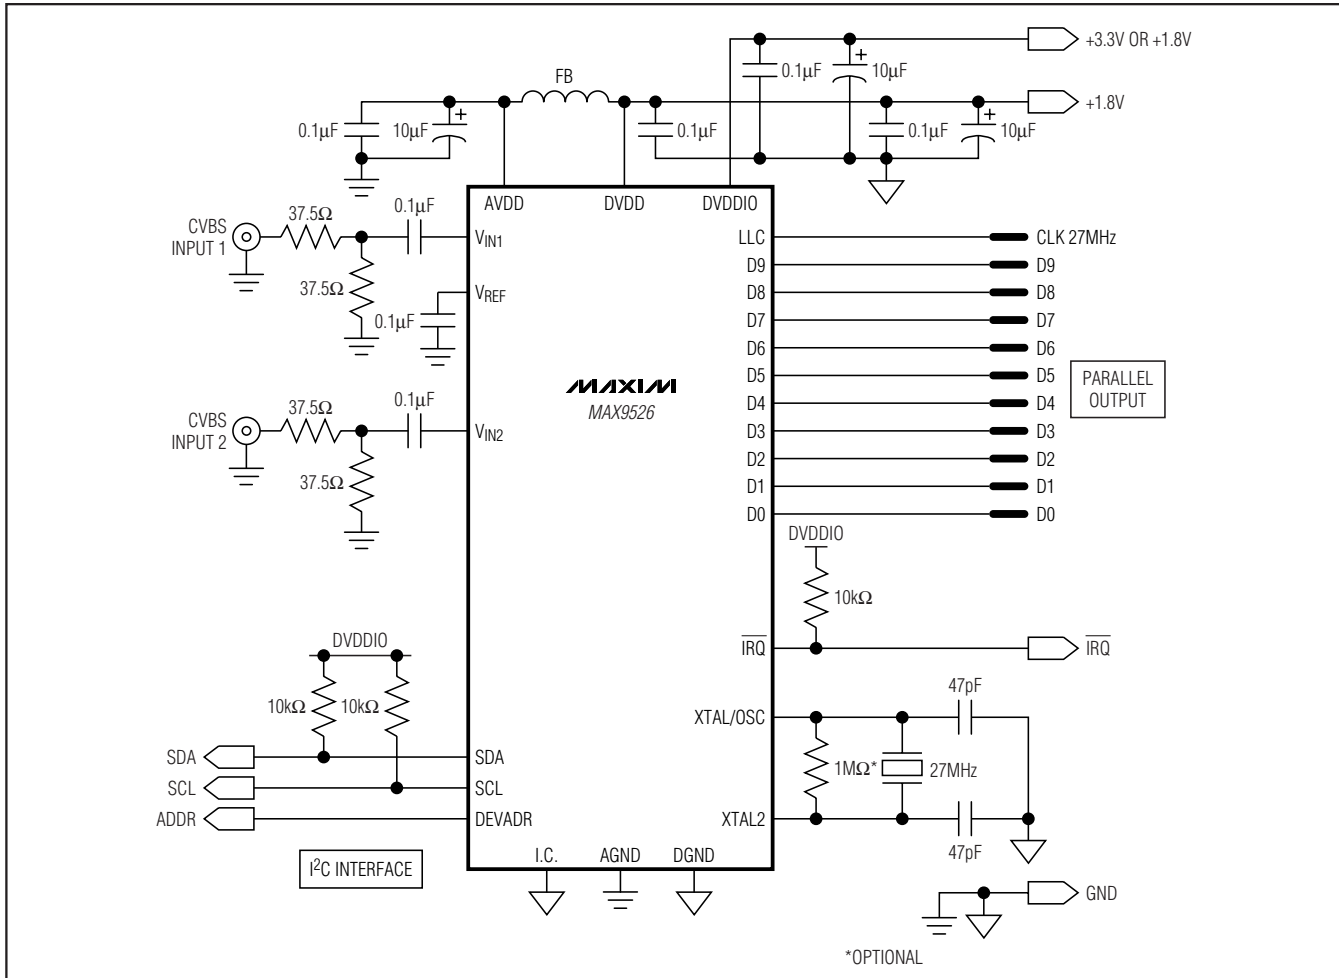 +3.3V OR +1.8V
0.1µF
10µF
FB
+1.8V
0.1µF
10µF
0.1µF
0.1µF
10µF
AVDD
DVDD
DVDDIO
CVBS
INPUT 1
37.5Ω
0.1µF
VIN1
37.5Ω
VREF
0.1µF
CVBS
INPUT 2
37.5Ω
0.1µF
VIN2
37.5Ω
MAXIM
MAX9526
LLC
CLK 27MHz
D9
D9
D8
D8
D7
D7
D6
D6
D5
D5
D4
D4
D3
D3
D2
D2
D1
D1
D0
D0
PARALLEL
OUTPUT
DVDDIO
10kΩ
IRQ
IRQ
DVDDIO
10kΩ
10kΩ
SDA
SDA
SCL
SCL
ADDR
DEVADR
I²C INTERFACE
XTAL/OSC
47pF
1MΩ*
27MHz
XTAL2
47pF
I.C.
AGND
DGND
GND
*OPTIONAL